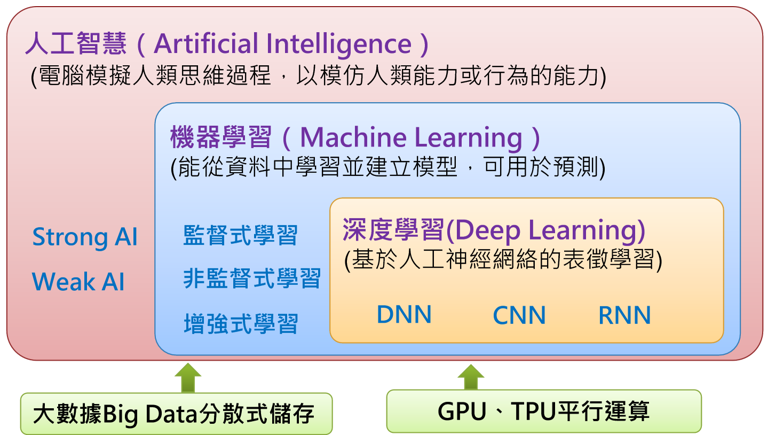 人工智慧（Artificial Intelligence）
(電腦模擬人類思維過程，以模仿人類能力或行為的能力)
機器學習（Machine Learning）
(能從資料中學習並建立模型，可用於預測)
Strong AI
Weak AI
監督式學習
非監督式學習
增強式學習
深度學習(Deep Learning)
(基於人工神經網絡的表徵學習)
DNN CNN RNN
大數據Big Data分散式儲存
GPU、TPU平行運算